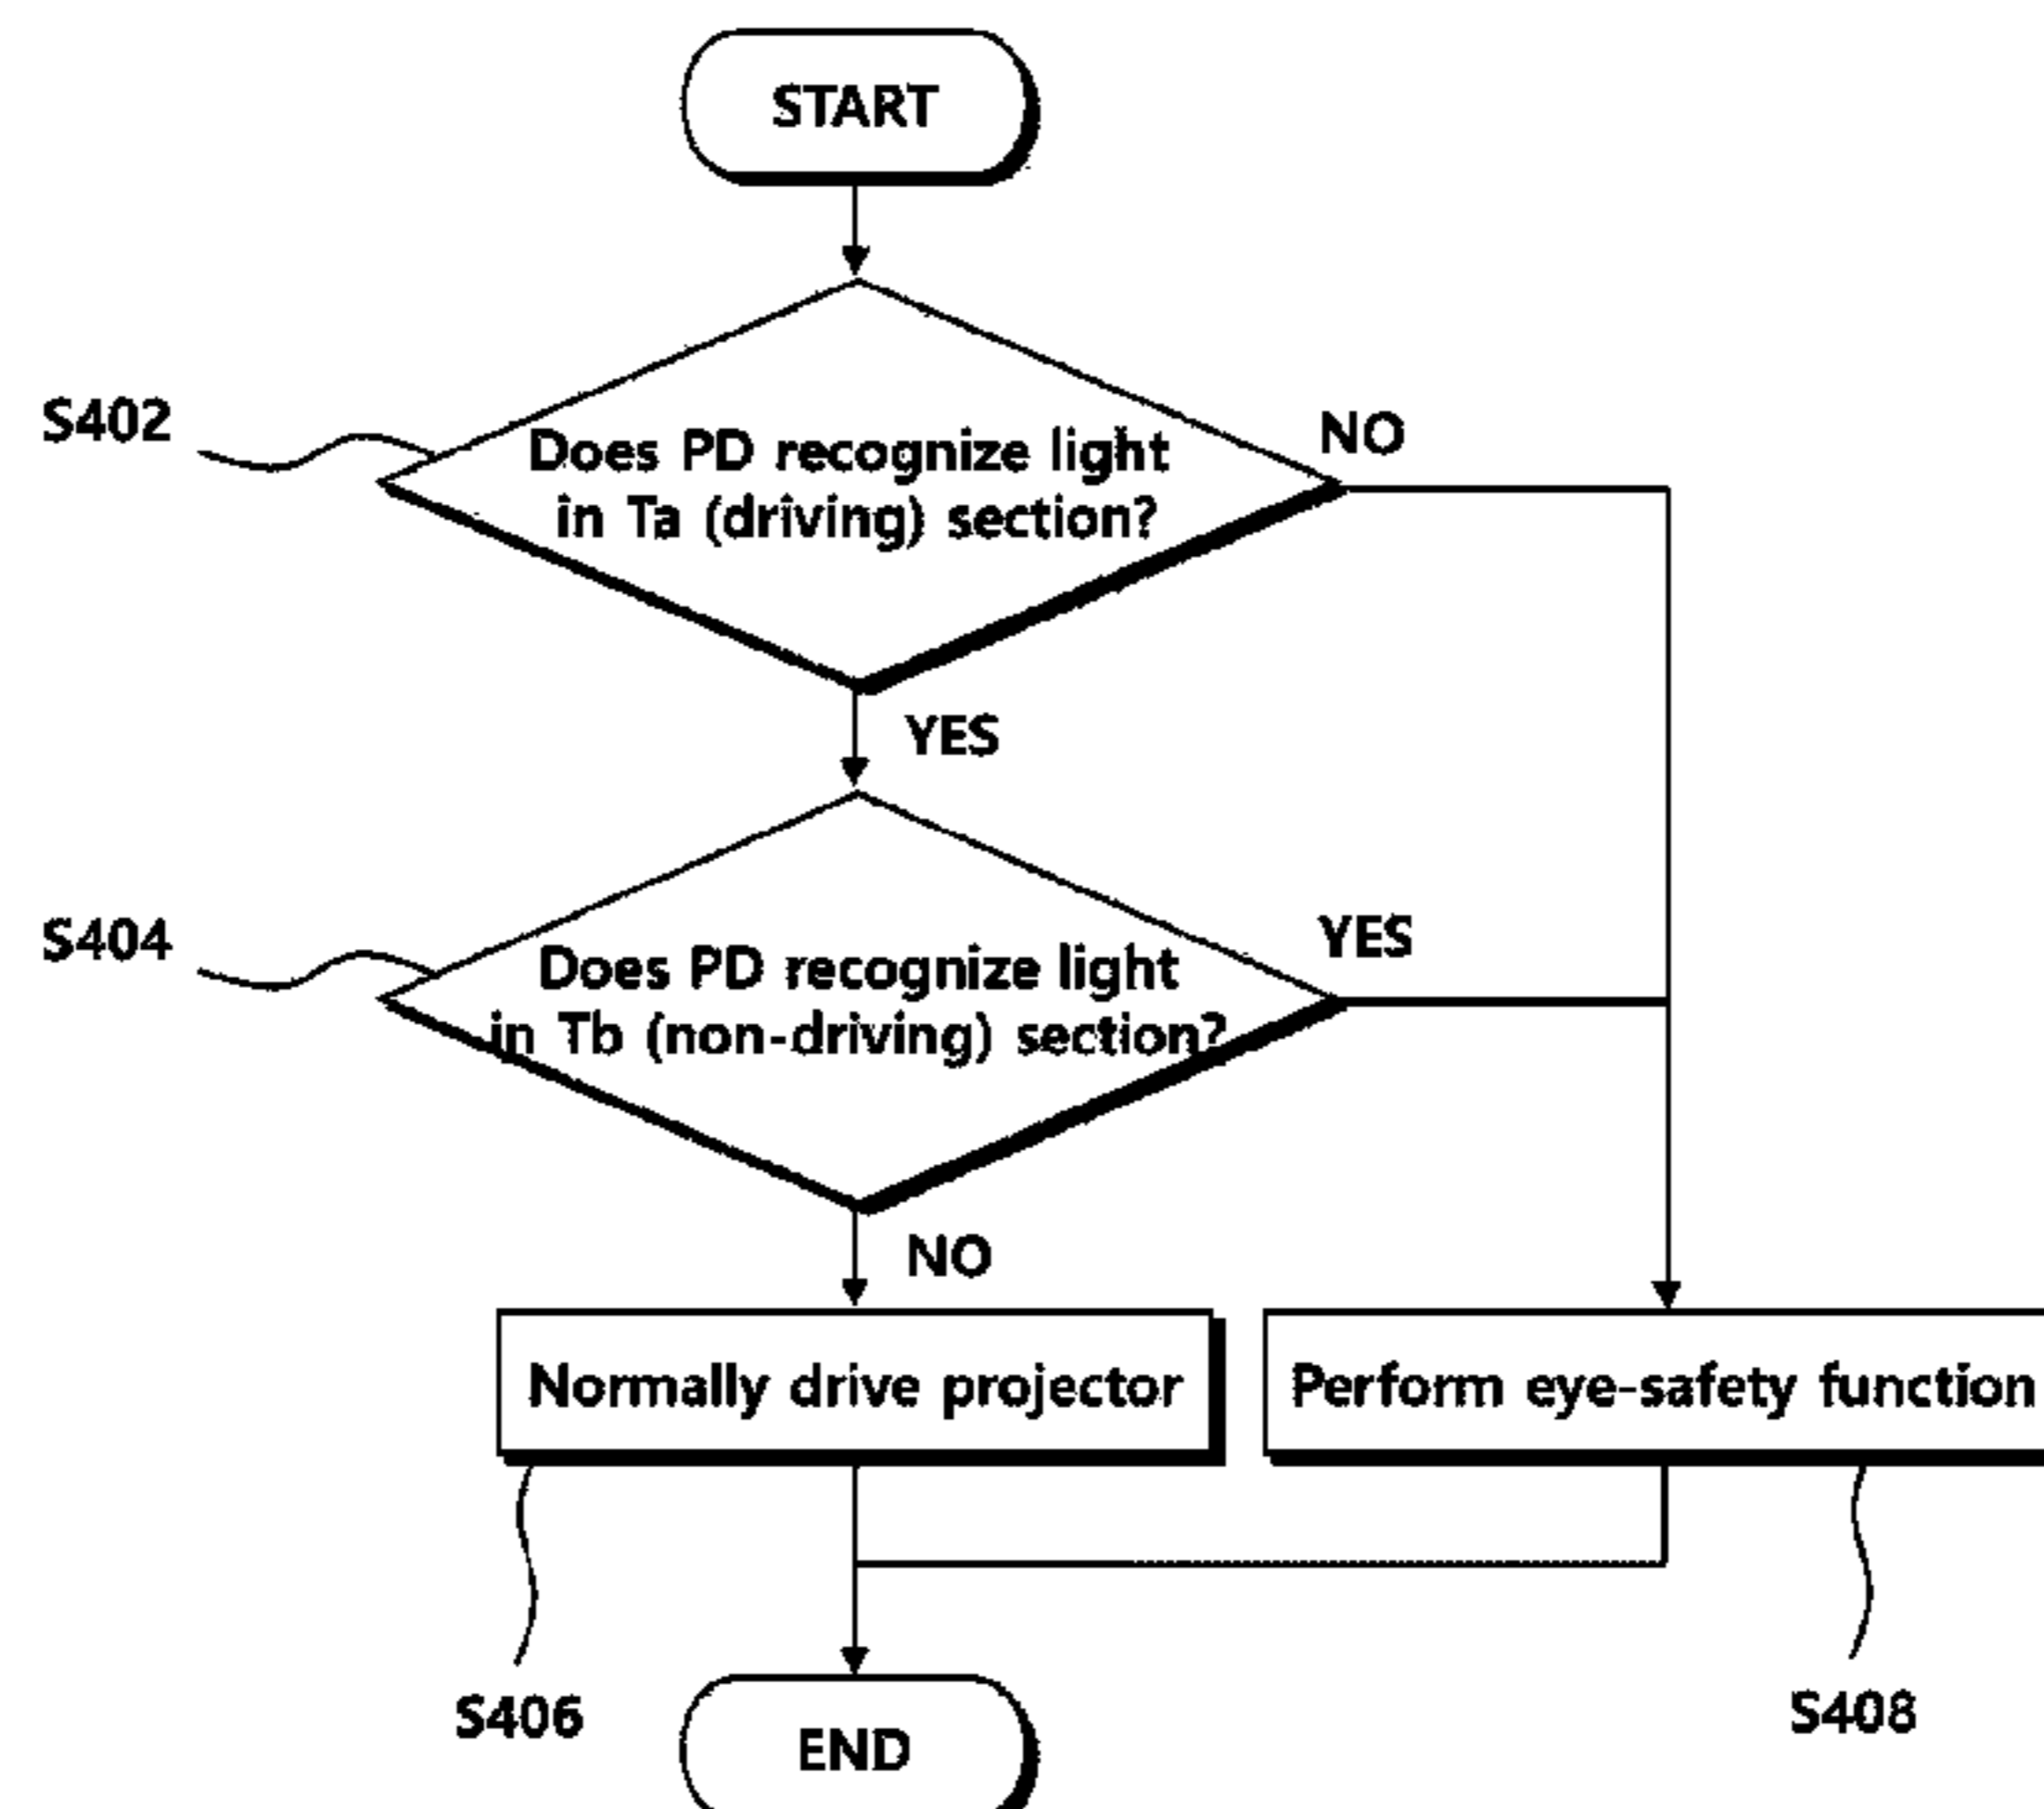 START
S402
Does PD recognize light
in Ta (driving) section?
NO
YES
S404
Does PD recognize light
in Tb (non-driving) section?
YES
NO
Normally drive projector
Perform eye-safety function
S406
S408
END